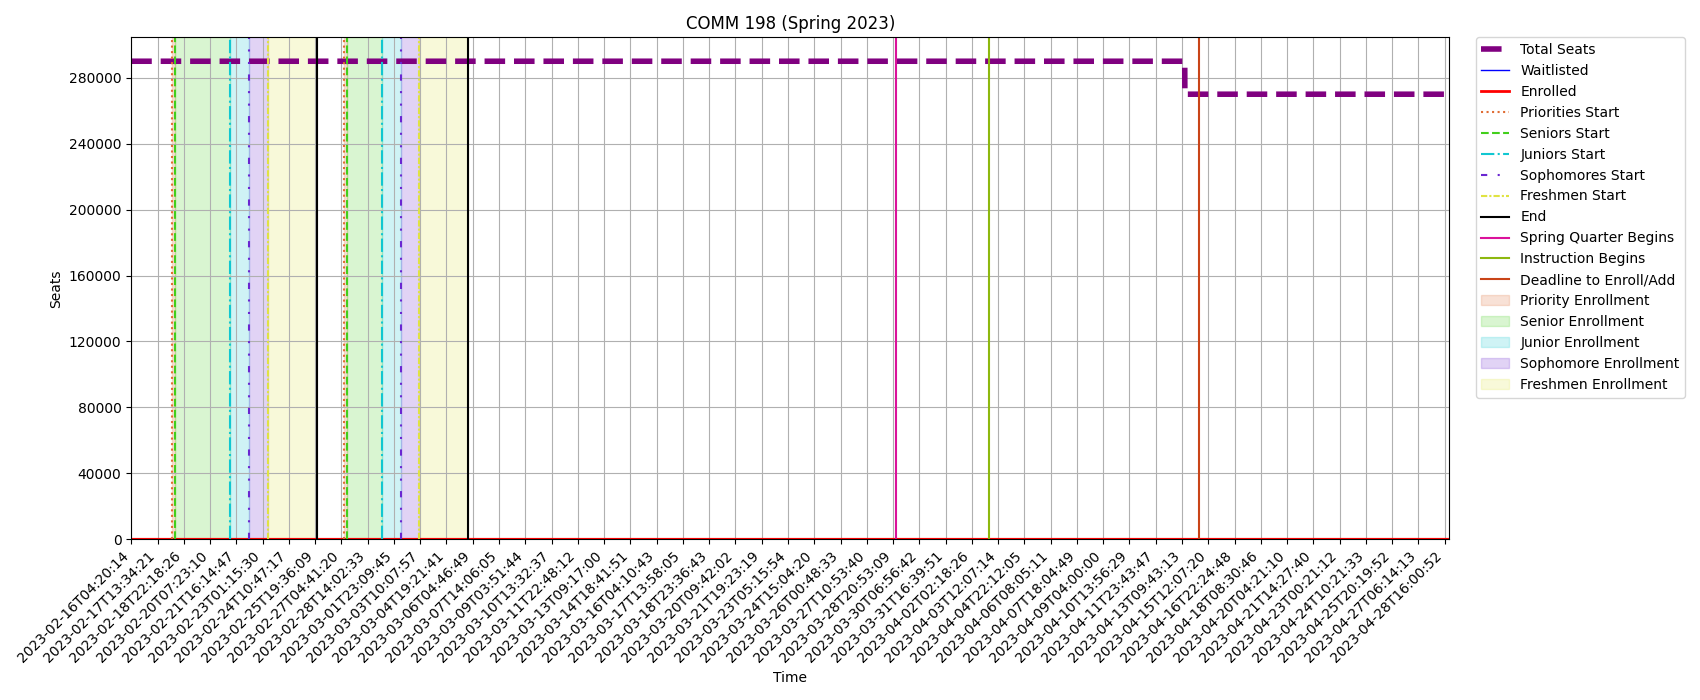 COMM 198 (Spring 2023)
Seats
280000
240000
200000
160000
120000
80000
40000
0
2023-02-16T04:20:14
2023-02-17T13:34:21
2023-02-18T22:18:26
2023-02-20T07:23:10
2023-02-21T16:14:47
2023-02-23T01:15:30
2023-02-24T10:47:17
2023-02-25T19:36:09
2023-02-27T04:41:20
2023-02-28T14:02:33
2023-03-01T23:09:45
2023-03-03T10:07:57
2023-03-04T19:21:41
2023-03-06T04:46:49
2023-03-07T14:06:05
2023-03-09T03:51:44
2023-03-10T13:32:37
2023-03-11T22:48:12
2023-03-13T09:17:00
2023-03-14T18:41:51
2023-03-16T04:10:43
2023-03-17T13:58:05
2023-03-18T23:36:43
2023-03-20T09:42:02
2023-03-21T19:23:19
2023-03-23T05:15:54
2023-03-24T15:04:20
2023-03-26T00:48:33
2023-03-27T10:53:40
2023-03-28T20:53:09
2023-03-30T06:56:42
2023-03-31T16:39:51
2023-04-02T02:18:26
2023-04-03T12:07:14
2023-04-04T22:12:05
2023-04-06T08:05:11
2023-04-07T18:04:49
2023-04-09T04:00:00
2023-04-10T13:56:29
2023-04-11T23:43:47
2023-04-13T09:43:13
2023-04-15T12:07:20
2023-04-16T22:24:48
2023-04-18T08:30:46
2023-04-20T04:21:10
2023-04-21T14:27:40
2023-04-23T00:21:12
2023-04-24T10:21:33
2023-04-25T20:19:52
2023-04-27T06:14:13
2023-04-28T16:00:52
Time
Total Seats
Waitlisted
Enrolled
Priorities Start
Seniors Start
Juniors Start
Sophomores Start
Freshmen Start
End
Spring Quarter Begins
Instruction Begins
Deadline to Enroll/Add
Priority Enrollment
Senior Enrollment
Junior Enrollment
Sophomore Enrollment
Freshmen Enrollment